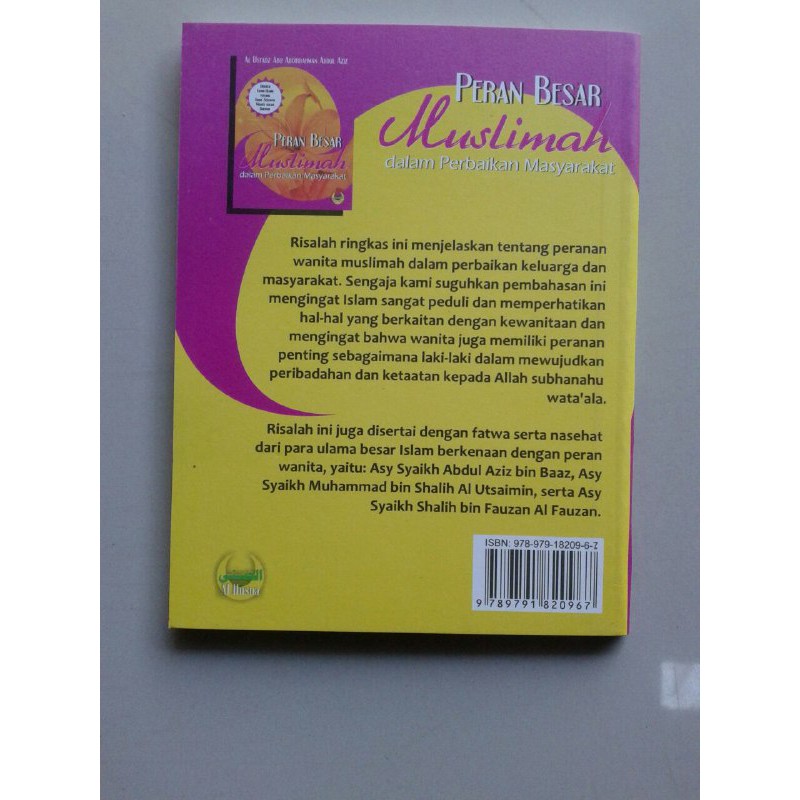 Al Ustadz Abu Abdirrahman Abdul Aziz
Peran Besar
Muslimah
dalam Perbaikan Masyarakat
Peran Besar
Muslimah
dalam Perbaikan Masyarakat
Risalah ringkas ini menjelaskan tentang peranan
wanita muslimah dalam perbaikan keluarga dan
masyarakat. Sengaja kami suguhkan pembahasan ini
mengingat Islam sangat peduli dan memperhatikan
hal-hal yang berkaitan dengan kewanitaan dan
mengingat bahwa wanita juga memiliki peranan
penting sebagaimana laki-laki dalam mewujudkan
peribadahan dan ketaatan kepada Allah subhanahu
wata'ala.
Risalah ini juga disertai dengan fatwa serta nasehat
dari para ulama besar Islam berkenaan dengan peran
wanita, yaitu: Asy Syaikh Abdul Aziz bin Baaz, Asy
Syaikh Muhammad bin Shalih Al Utsaimin, serta Asy
Syaikh Shalih bin Fauzan Al Fauzan.
ISBN: 978-979-18209-6-7
9 789791 820967
Al Husna